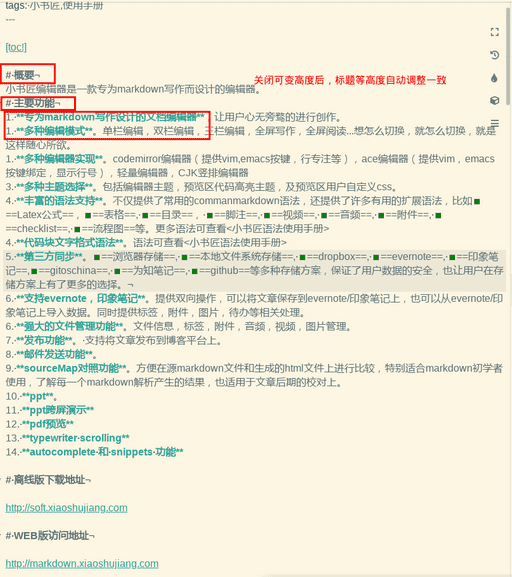 tags:·小书匠,使用手册
---
[toc!]
#·概要¬
小书匠编辑器是一款专为markdown写作而设计的编辑器。
关闭可变高度后，标题等高度自动调整一致
#·主要功能¬
1.·**专为markdown写作设计的文档编辑器**，让用户心无旁骛的进行创作。
1.·**多种编辑模式**。单栏编辑，双栏编辑，三栏编辑，全屏写作，全屏阅读...想怎么切换，就怎么切换，就是
这样随心所欲。
1.·**多种编辑器实现**。codemirror编辑器（提供vim,emacs按键，行专注等），ace编辑器（提供vim，emacs
按键绑定，显示行号），轻量编辑器，CJK竖排编辑器
3.·**多种主题选择**。包括编辑器主题，预览区代码高亮主题，及预览区用户自定义css。
4.·**丰富的语法支持**。不仅提供了常用的commanmarkdown语法，还提供了许多有用的扩展语法，比如■
==Latex公式==，■==表格==,·■==目录==，·■==脚注==,·■==视频==,·■==音频==,·■==附件==,·■
==checklist==,·■==流程图==等。更多语法可查看<小书匠语法使用手册>
4.·**代码块文字格式语法**。语法可查看<小书匠语法使用手册>
5.·**第三方同步**。■==浏览器存储==,·■==本地文件系统存储==,·■==dropbox==,·■==evernote==,·■==印象笔
记==,■==gitoschina==,·■==为知笔记==,·■==github==等多种存储方案，保证了用户数据的安全，也让用户在存
储方案上有了更多的选择。¬
6.·**支持evernote，印象笔记**。提供双向操作，可以将文章保存到evernote/印象笔记上，也可以从evernote/印
象笔记上导入数据。同时提供标签，附件，图片，待办等相关处理。
6.·**强大的文件管理功能**。文件信息，标签，附件，音频，视频，图片管理。
7.·**发布功能**。·支持将文章发布到博客平台上。
8.·**邮件发送功能**。
9.·**sourceMap对照功能**。方便在源markdown文件和生成的html文件上进行比较，特别适合markdown初学者
使用，了解每一个markdown解析产生的结果，也适用于文章后期的校对上。
10.·**ppt**。
11.·**ppt跨屏演示**
12.·**pdf预览**
13.·**typewriter·scrolling**
14.·**autocomplete·和·snippets·功能**
#·离线版下载地址¬
http://soft.xiaoshujiang.com
#·WEB版访问地址¬
http://markdown.xiaoshujiang.com